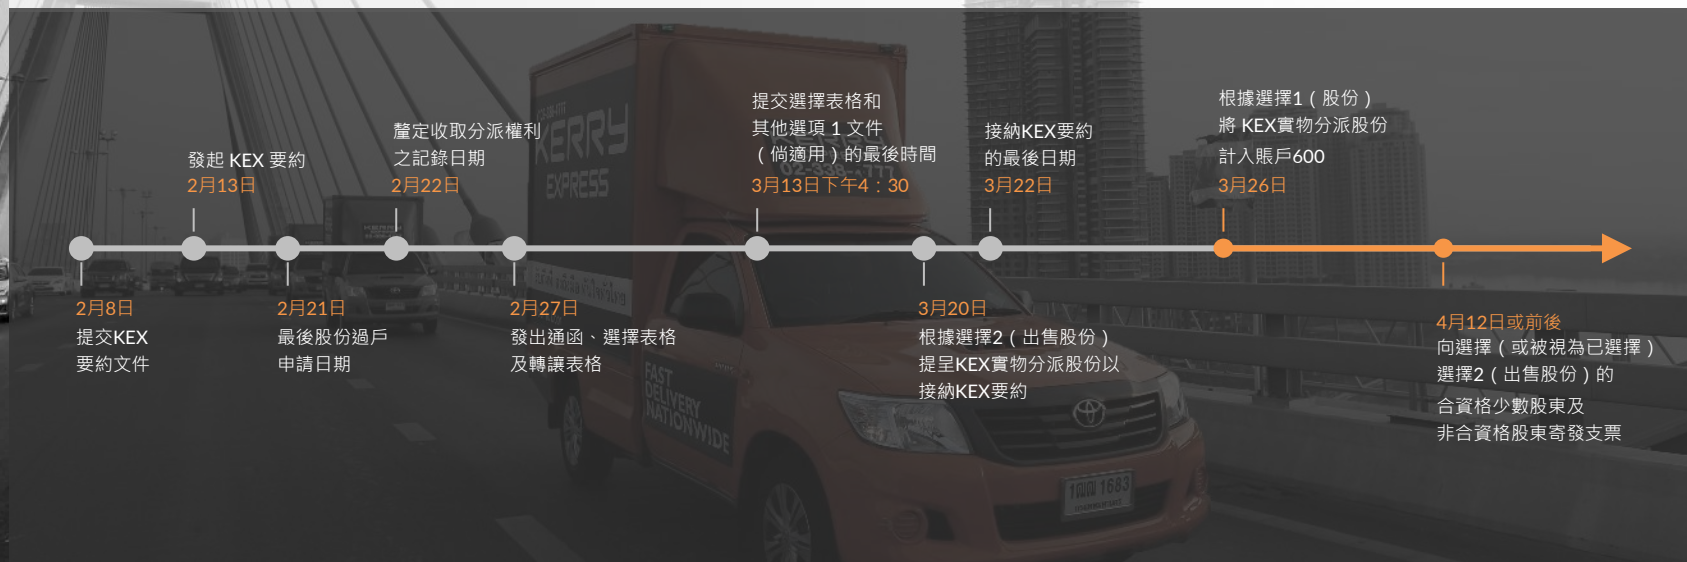 發起 KEX 要約
2月13日
釐定收取分派權利
之記錄日期
2月22日
提交選擇表格和
其他選項 1 文件
（倘適用）的最後時間
3月13日下午4：30
接納KEX要約
的最後日期
3月22日
根據選擇1（股份）
將 KEX實物分派股份
計入賬戶600
3月26日
2月8日
提交KEX
要約文件
2月21日
最後股份過戶
申請日期
2月27日
發出通函、選擇表格
及轉讓表格
3月20日
根據選擇2（出售股份）
提呈KEX實物分派股份以
接納KEX要約
4月12日或前後
向選擇（或被視為已選擇）
選擇2（出售股份）的
合資格少數股東及
非合資格股東寄發支票
KERRY
EXPRESS
FAST
DELIVERY
NATIONWIDE
1683